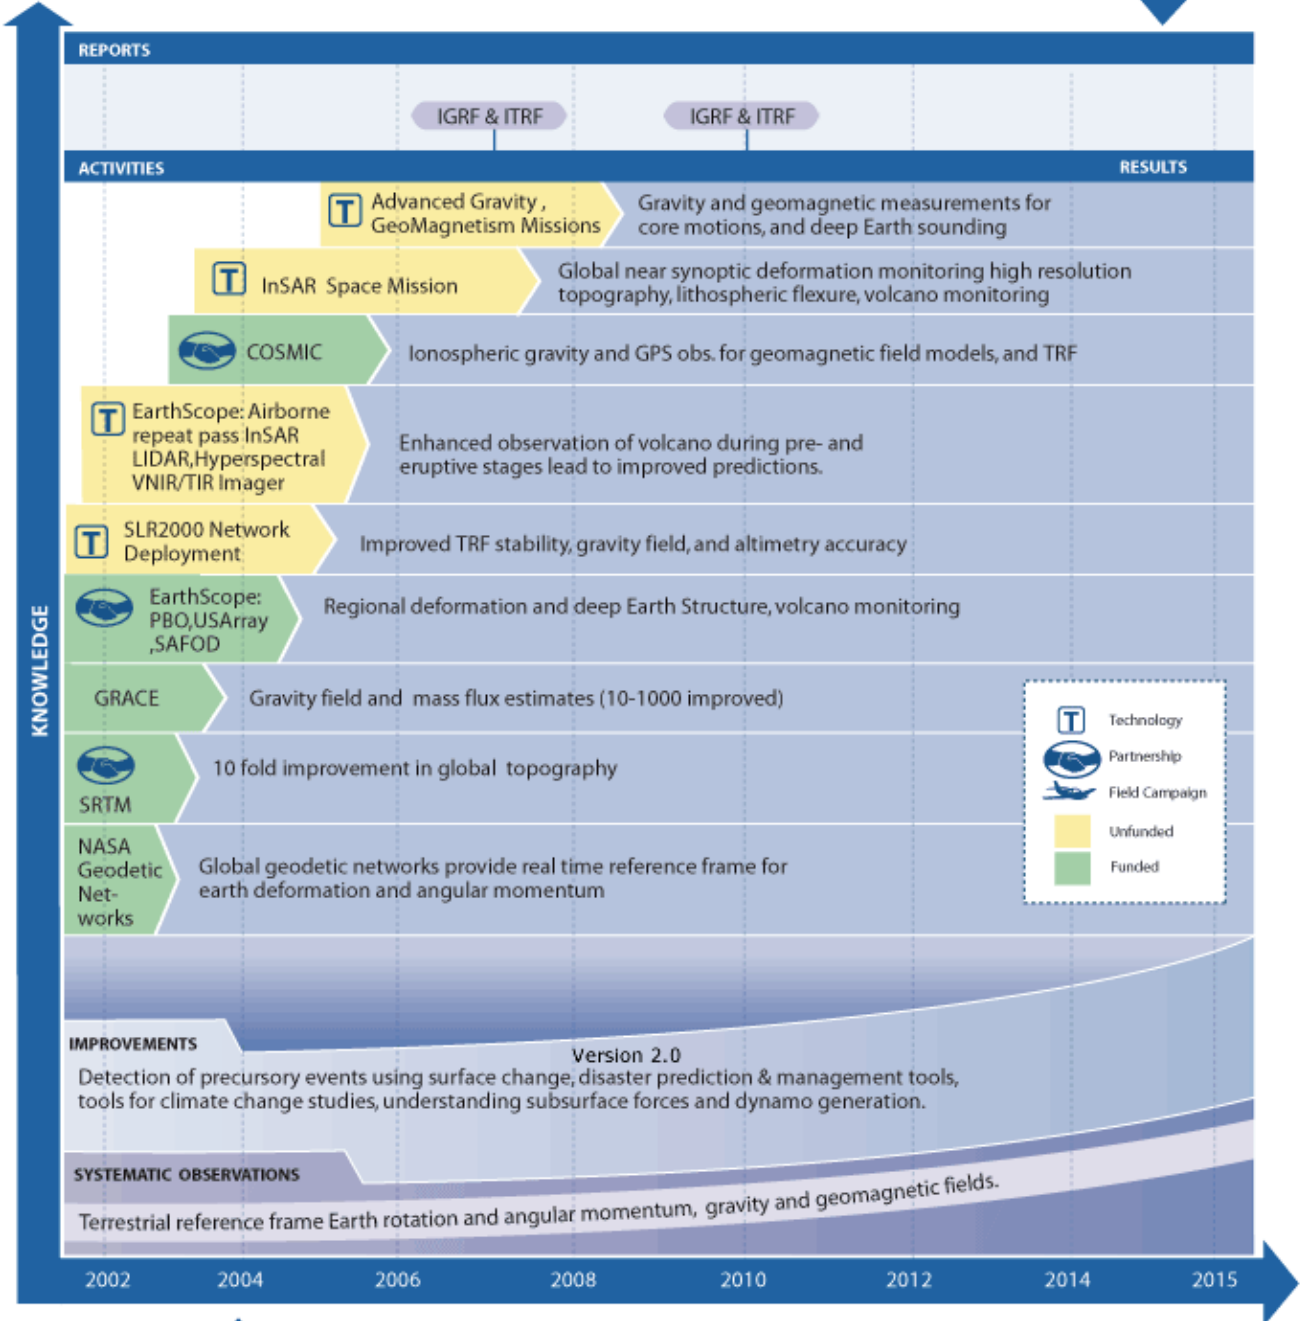 REPORTS
IGRF & ITRF
IGRF & ITRF
ACTIVITIES
RESULTS
T
Advanced Gravity ,
GeoMagnetism Missions
Gravity and geomagnetic measurements for
core motions, and deep Earth sounding
T
InSAR Space Mission
Global near synoptic deformation monitoring high resolution
topography, lithospheric flexure, volcano monitoring
COSMIC
Ionospheric gravity and GPS obs. for geomagnetic field models, and TRF
T
EarthScope: Airborne
repeat pass InSAR
LIDAR,Hyperspectral
VNIR/TIR Imager
Enhanced observation of volcano during pre- and
eruptive stages lead to improved predictions.
T
SLR2000 Network
Deployment
Improved TRF stability, gravity field, and altimetry accuracy
EarthScope:
PBO,USArray
,SAFOD
Regional deformation and deep Earth Structure, volcano monitoring
GRACE
Gravity field and mass flux estimates (10-1000 improved)
SRTM
10 fold improvement in global topography
NASA
Geodetic
Net-
works
Global geodetic networks provide real time reference frame for
earth deformation and angular momentum
T
Technology
Partnership
Field Campaign
Unfunded
Funded
KNOWLEDGE
IMPROVEMENTS
Version 2.0
Detection of precursory events using surface change, disaster prediction & management tools,
tools for climate change studies, understanding subsurface forces and dynamo generation.
SYSTEMATIC OBSERVATIONS
Terrestrial reference frame Earth rotation and angular momentum, gravity and geomagnetic fields.
2002 2004 2006 2008 2010 2012 2014 2015